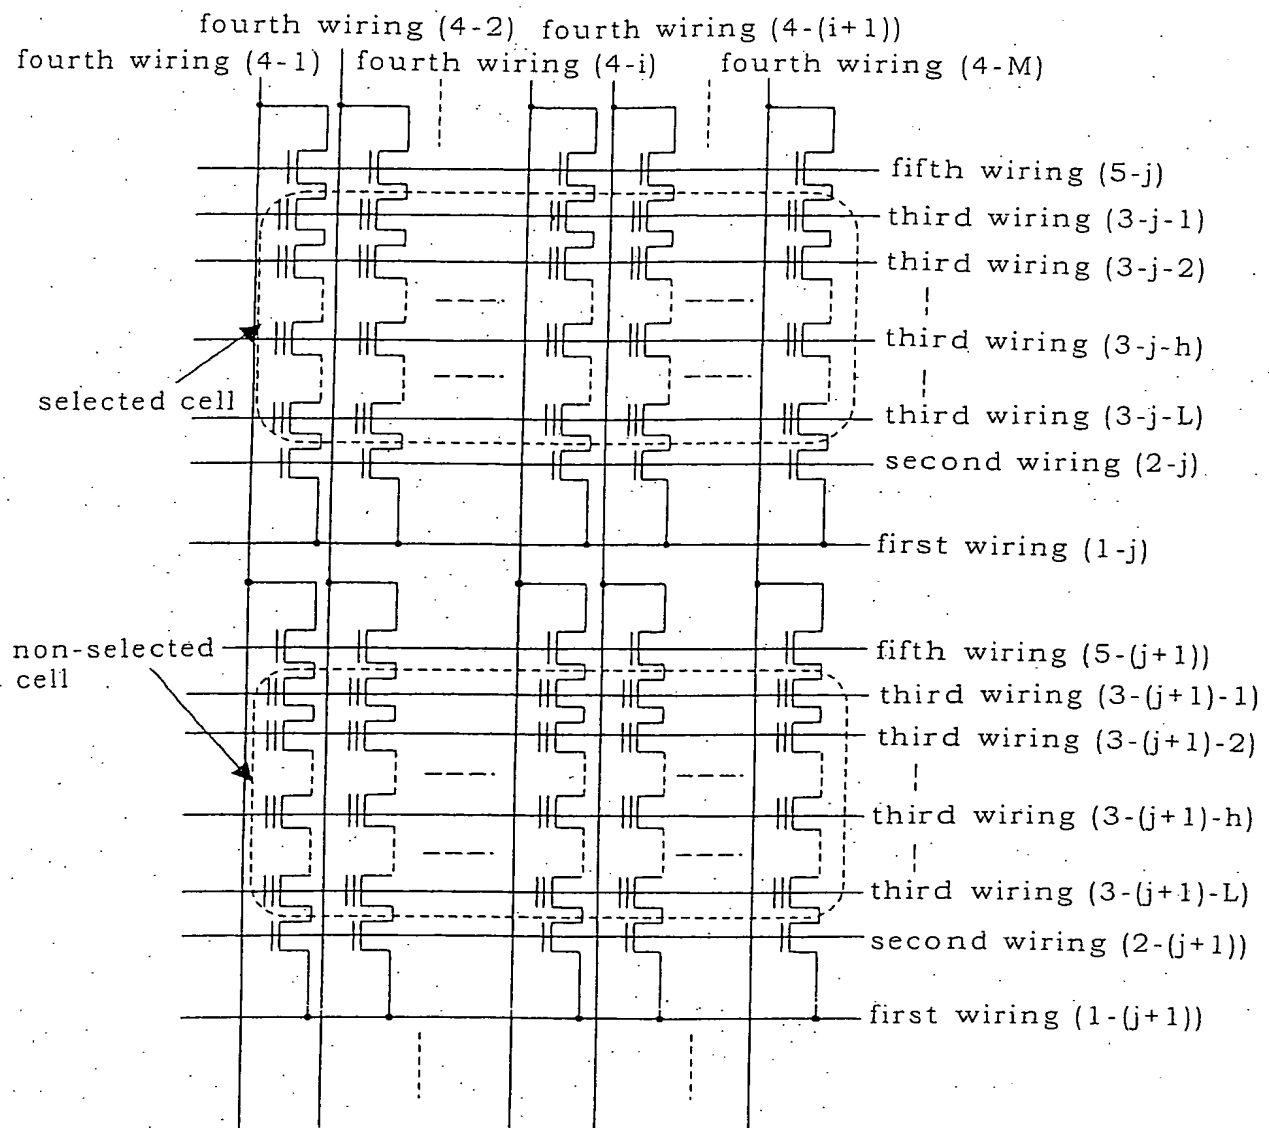 fourth wiring (4-2) fourth wiring (4-(i+1))
fourth wiring (4-1) fourth wiring (4-i) fourth wiring (4-M)
fifth wiring (5-j)
third wiring (3-j-1)
third wiring (3-j-2)
third wiring (3-j-h)
selected cell
third wiring (3-j-L)
second wiring (2-j)
first wiring (1-j)
non-selected
cell
fifth wiring (5-(j+1))
third wiring (3-(j+1)-1)
third wiring (3-(j+1)-2)
third wiring (3-(j+1)-h)
third wiring (3-(j+1)-L)
second wiring (2-(j+1))
first wiring (1-(j+1))